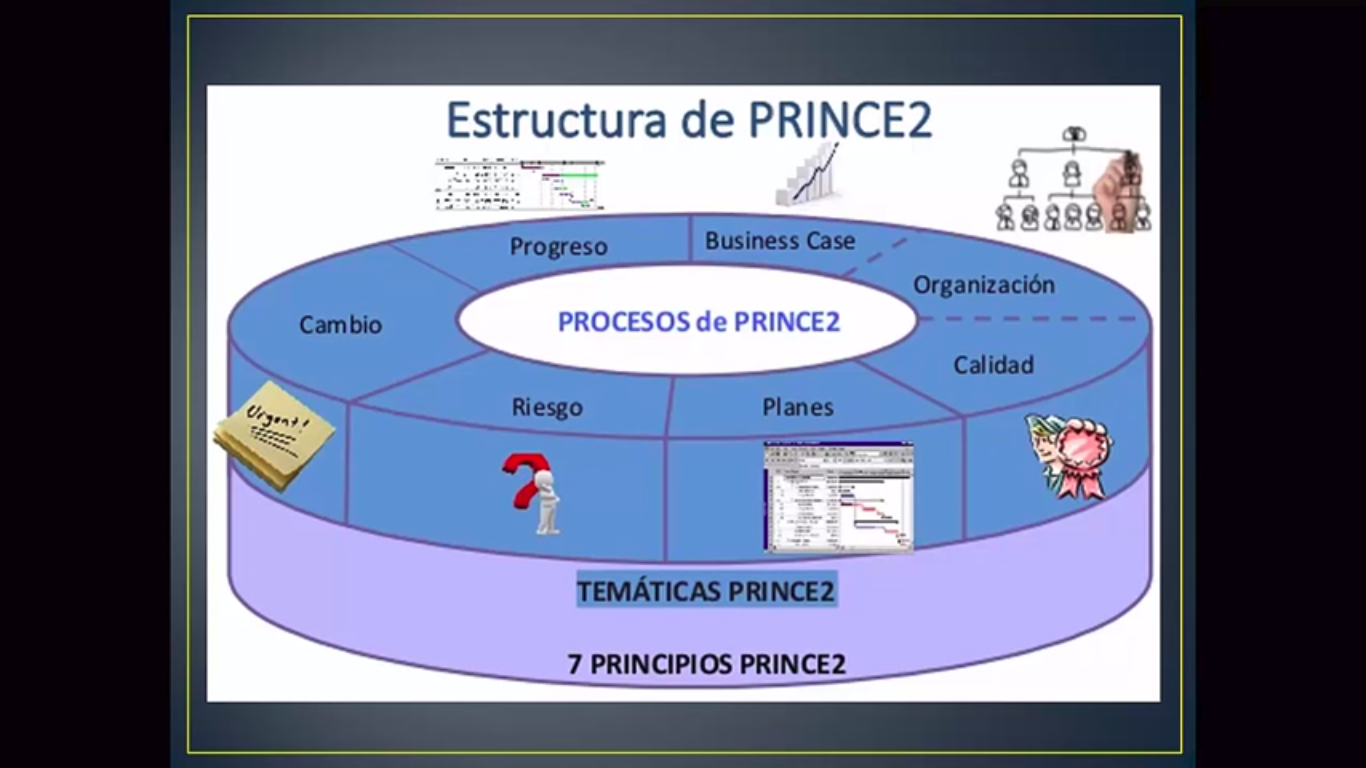 Estructura de PRINCE2
Progreso
Business Case
Organización
PROCESOS de PRINCE2
Cambio
Calidad
Riesgo
Planes
Urgent!
TEMÁTICAS PRINCE2
7 PRINCIPIOS PRINCE2